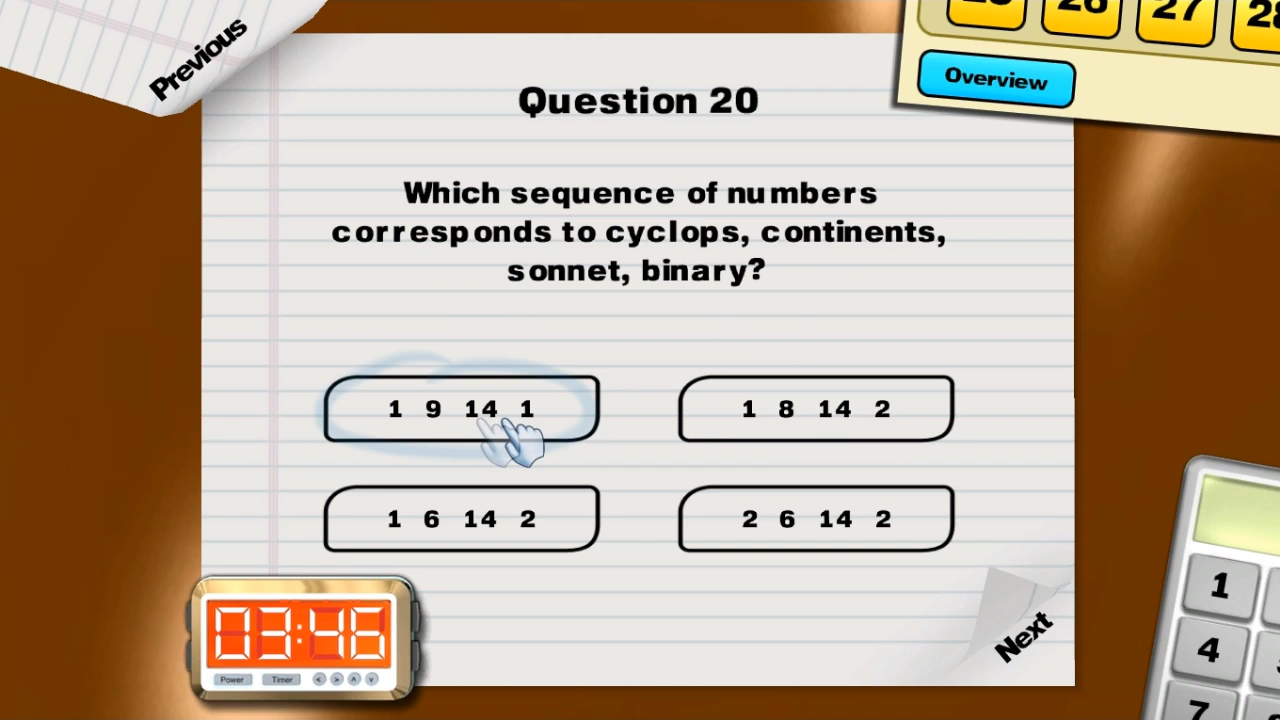 Previous
26 27
Overview
Question 20
Which sequence of numbers
corresponds to cyclops, continents,
sonnet, binary?
1 9 14 1
1 8 14 2
1 6 14 2
2 6 14 2
03:46
Power Timer < > ʌ v
Next
1
4
7